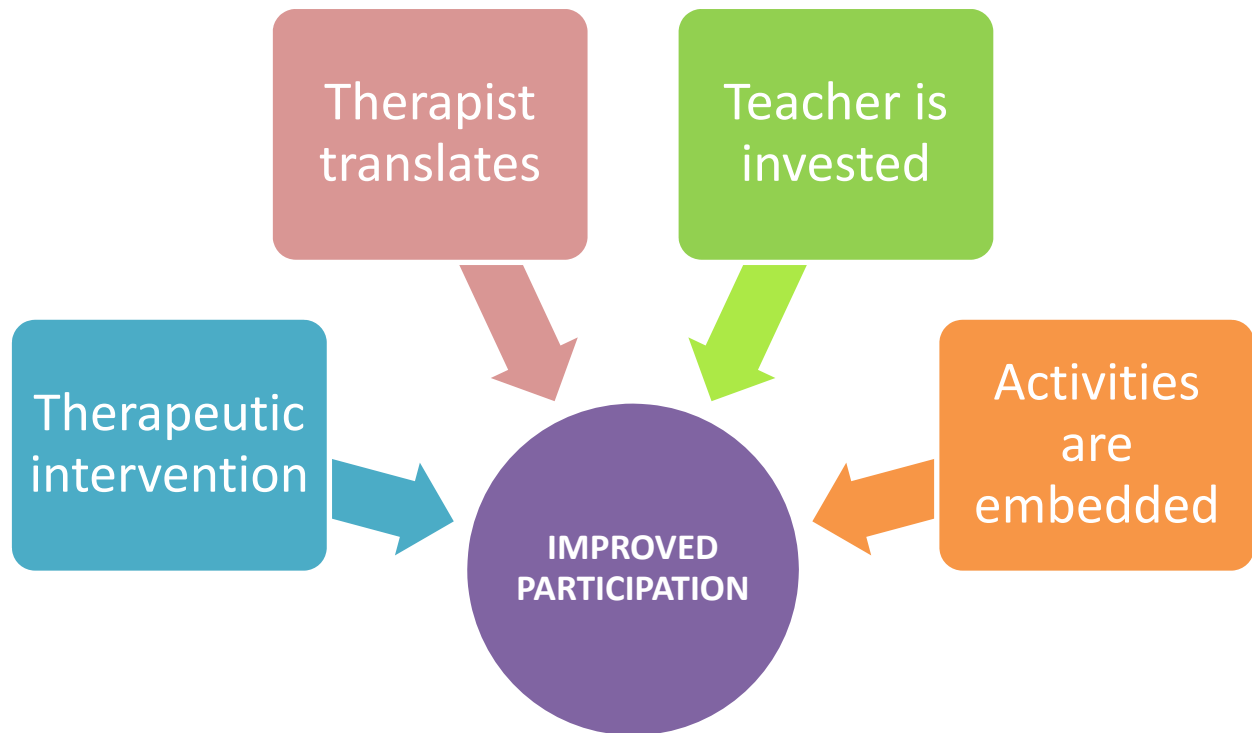 Therapist
translates
Teacher is
invested
Therapeutic
intervention
Activities
are
embedded
IMPROVED
PARTICIPATION